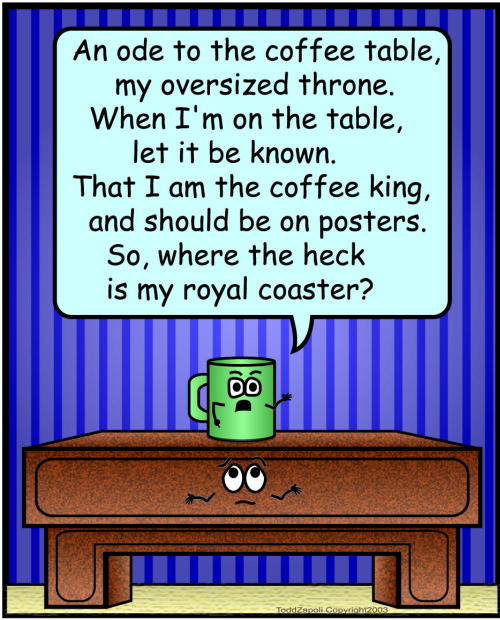 An ode to the coffee table,
my oversized throne.
When I'm on the table,
let it be known.
That I am the coffee king,
and should be on posters.
So, where the heck
is my royal coaster?
ToddZapoli Copyright2003